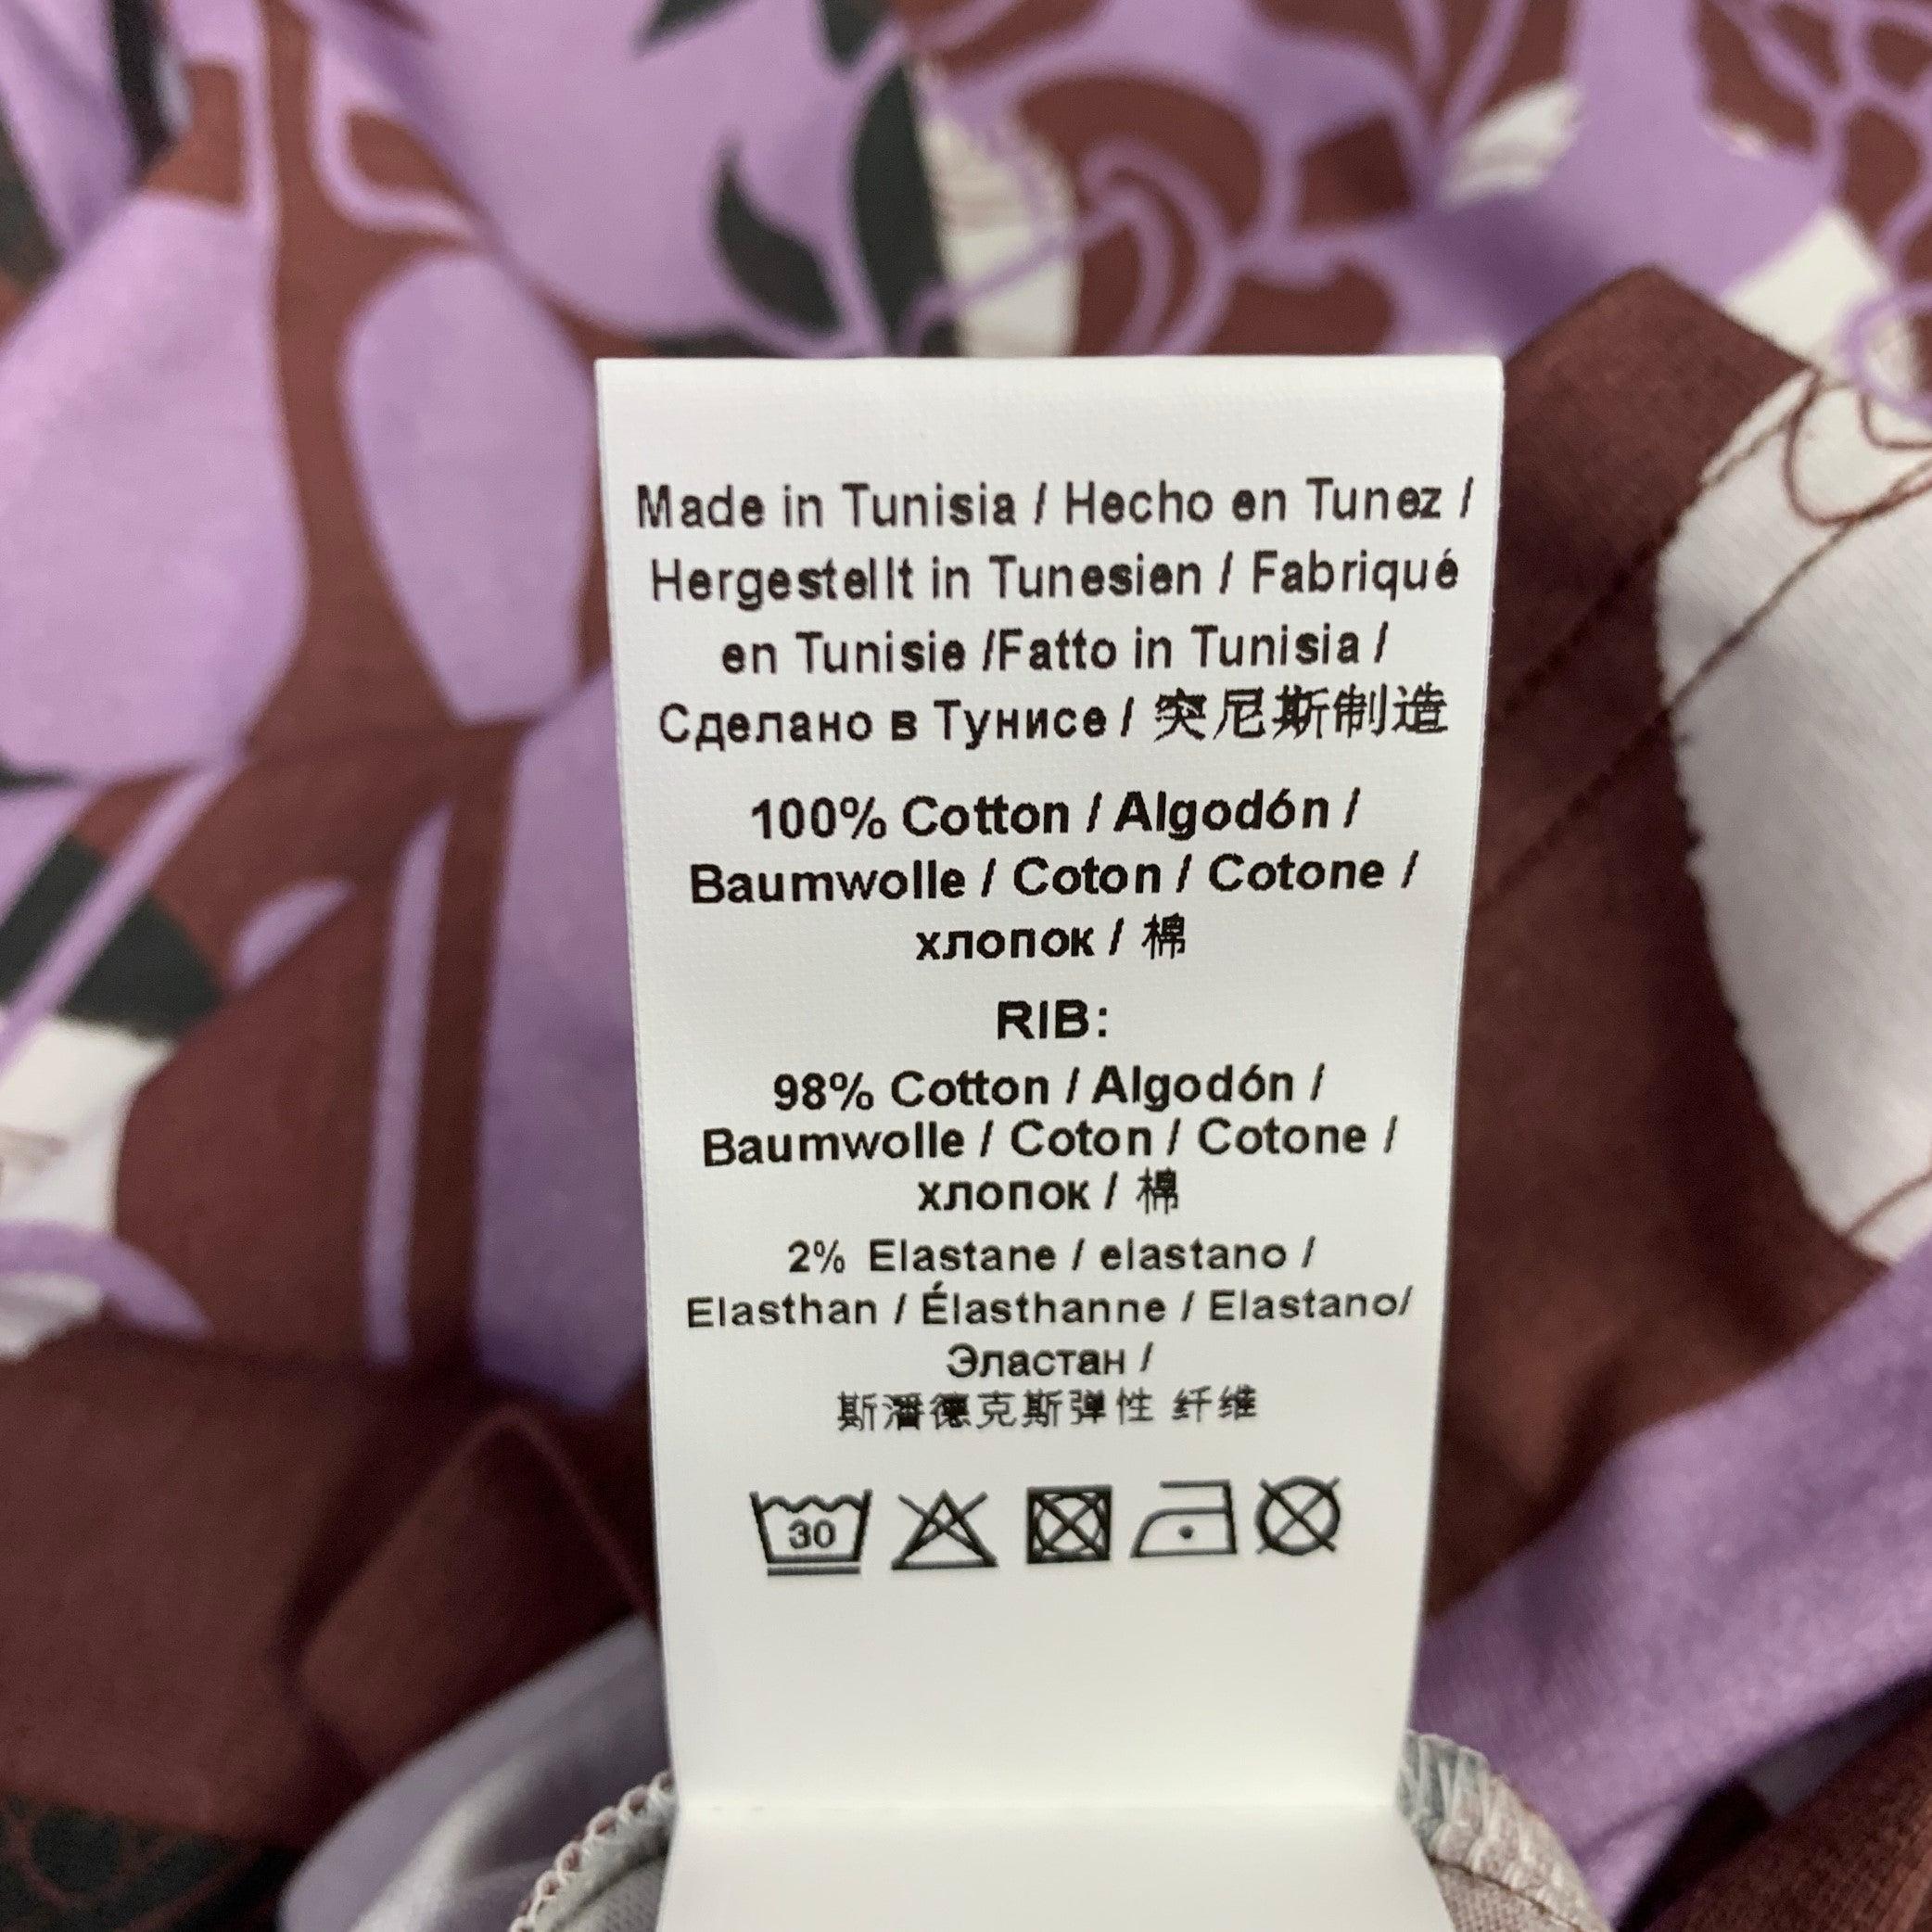 Made in Tunisia / Hecho en Tunez /
Hergestellt in Tunesien / Fabriqué
en Tunisie /Fatto in Tunisia /
Сделано в Тунисе / 突尼斯制造
100% Cotton / Algodón /
Baumwolle / Coton / Cotone /
хлопок / 棉
RIB:
98% Cotton / Algodón /
Baumwolle / Coton / Cotone /
хлопок / 棉
2% Elastane / elastano /
Elasthan / Élasthanne / Elastano/
Эластан /
斯潘德克斯弹性 纤维
30